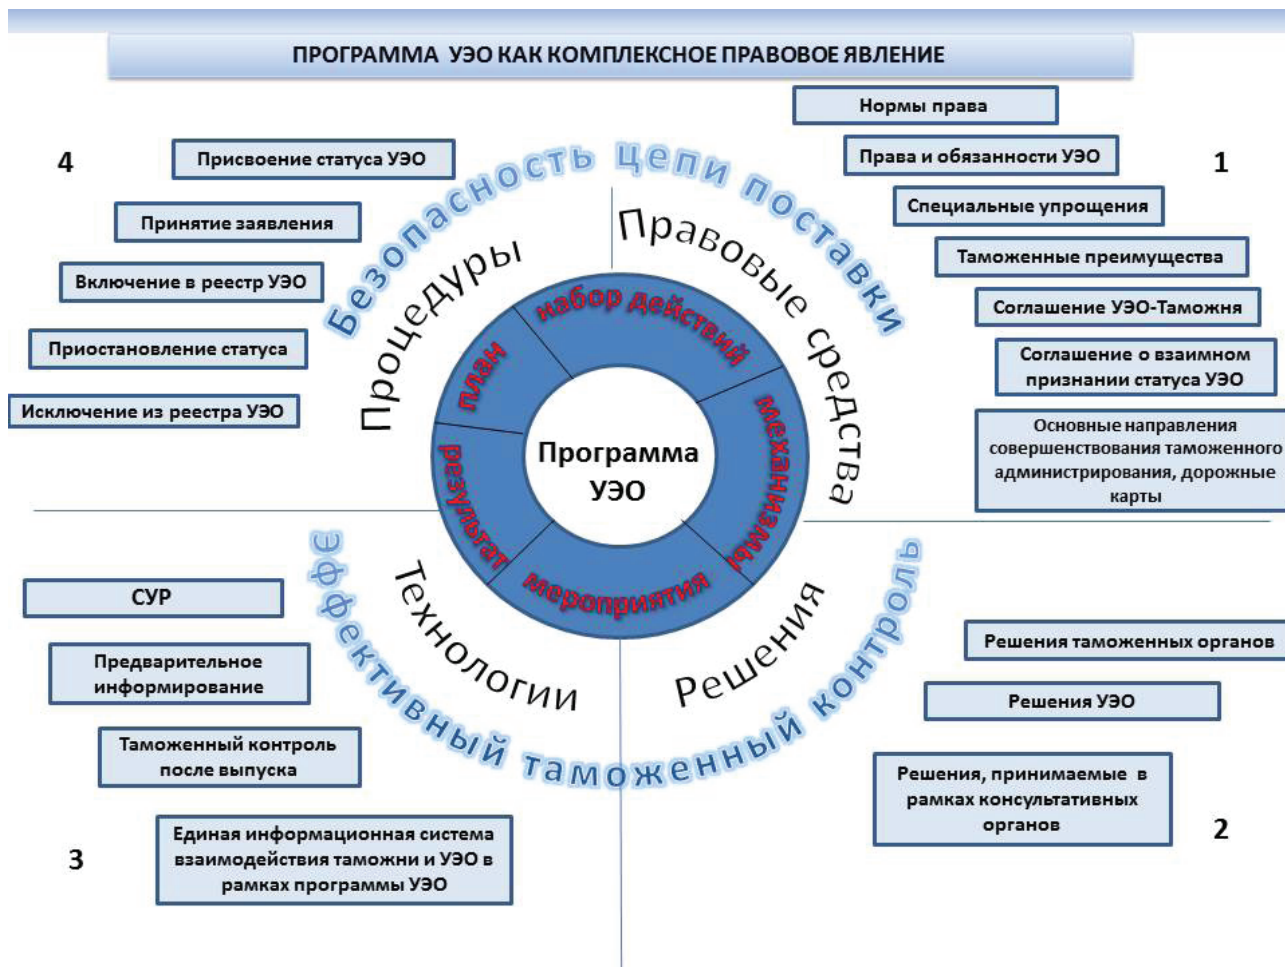 ПРОГРАММА УЭО КАК КОМПЛЕКСНОЕ ПРАВОВОЕ ЯВЛЕНИЕ
Безопасность цепи поставки
1
Правовые средства
Нормы права
Права и обязанности УЭО
Специальные упрощения
Таможенные преимущества
Соглашение УЭО-Таможня
Соглашение о взаимном
признании статуса УЭО
Основные направления
совершенствования таможенного
администрирования, дорожные
карты
4
Процедуры
Присвоение статуса УЭО
Принятие заявления
Включение в реестр УЭО
Приостановление статуса
Исключение из реестра УЭО
план
набор действий
механизмы
мероприятия
результат
Программа
УЭО
Эффективный таможенный контроль
Технологии
СУР
Предварительное
информирование
Таможенный контроль
после выпуска
Единая информационная система
взаимодействия таможни и УЭО в
рамках программы УЭО
3
Решения
Решения таможенных органов
Решения УЭО
Решения, принимаемые в
рамках консультативных
органов
2